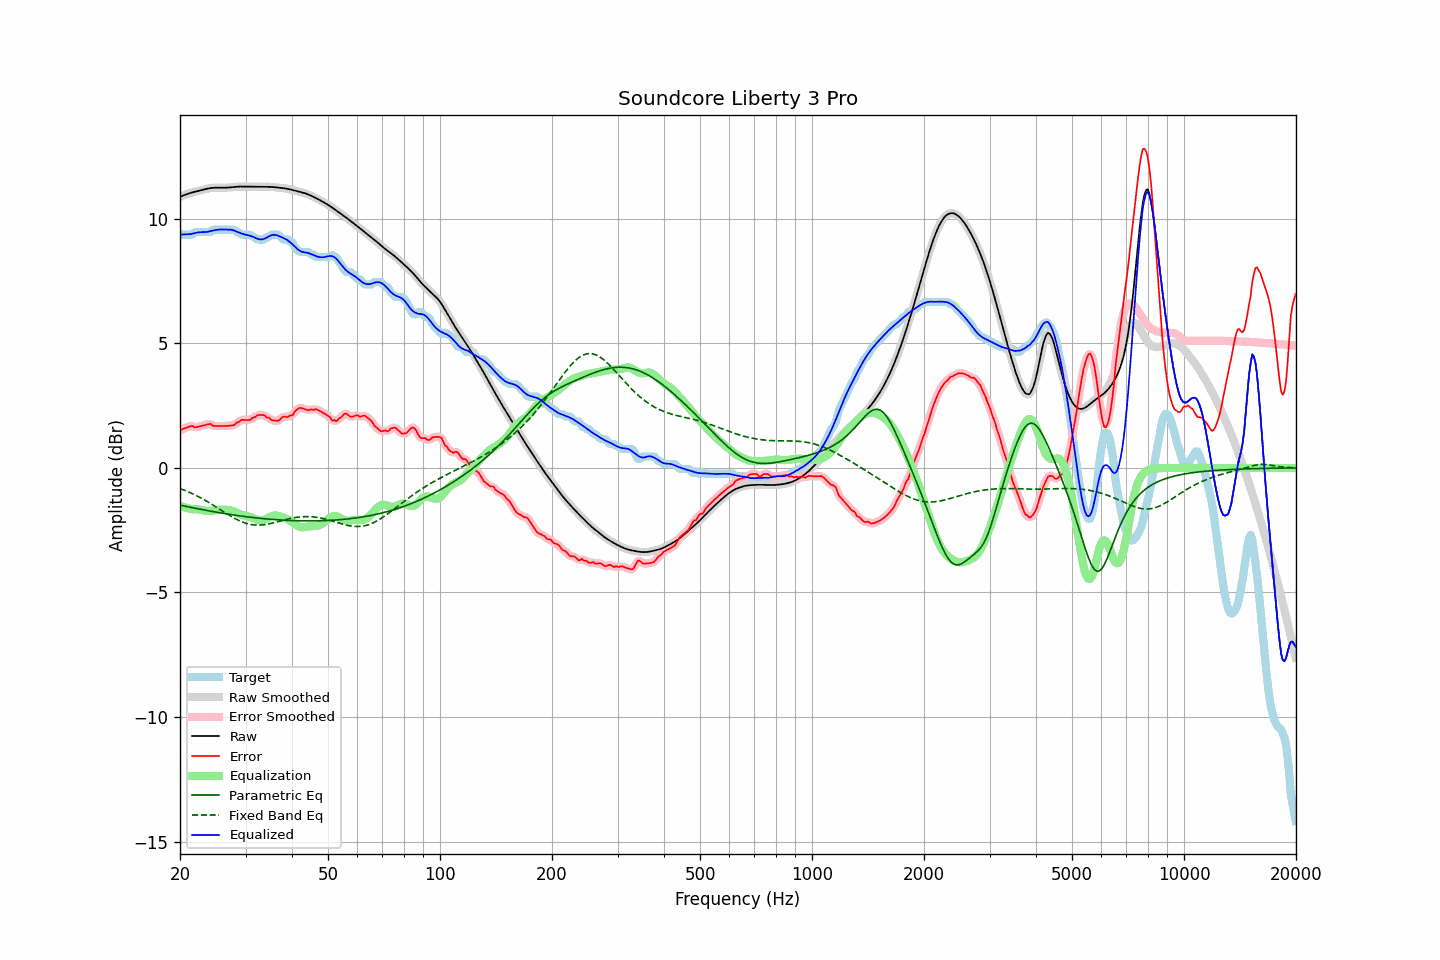 Soundcore Liberty 3 Pro
Amplitude (dBr)
10
5
0
−5
−10
−15
Target
Raw Smoothed
Error Smoothed
Raw
Error
Equalization
Parametric Eq
Fixed Band Eq
Equalized
20 50 100 200 500 1000 2000 5000 10000 20000
Frequency (Hz)